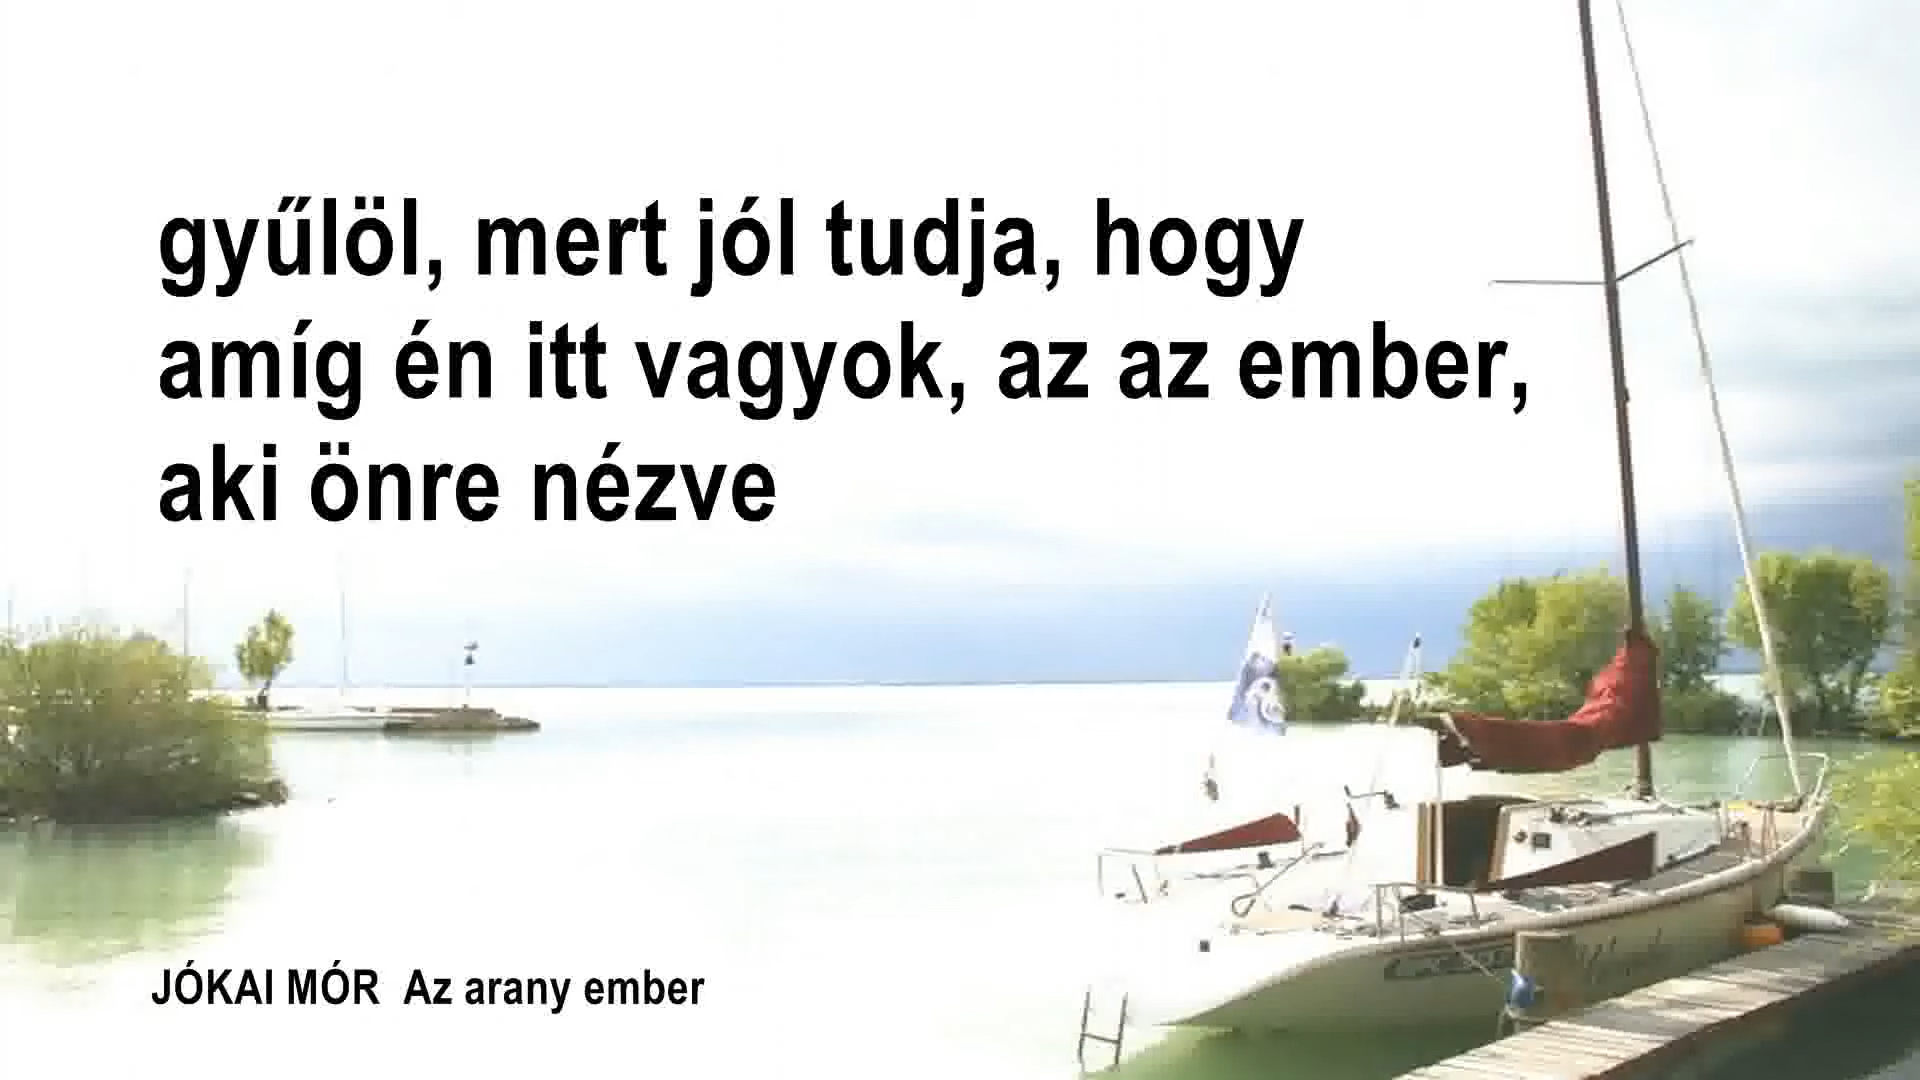 gyűlöl, mert jól tudja, hogy
amíg én itt vagyok, az az ember,
aki önre nézve
JÓKAI MÓR Az arany ember